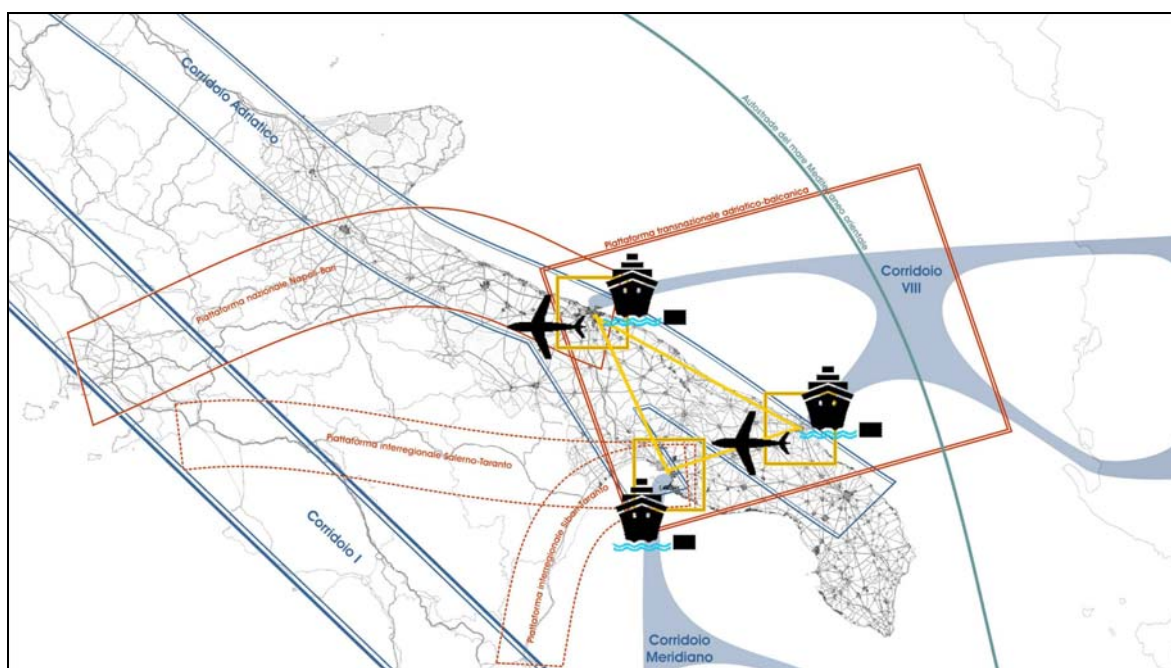 Corridoio Adriatico
Autostrade del mare Mediterraneo orientale
Piattaforma transnazionale adriatico-balcanica
Piattaforma nazionale Napoli-Bari
Corridoio
VIII
Piattaforma interregionale Salerno-Taranto
Piattaforma interregionale Sibari-Taranto
Corridoio I
Corridoio
Meridiano